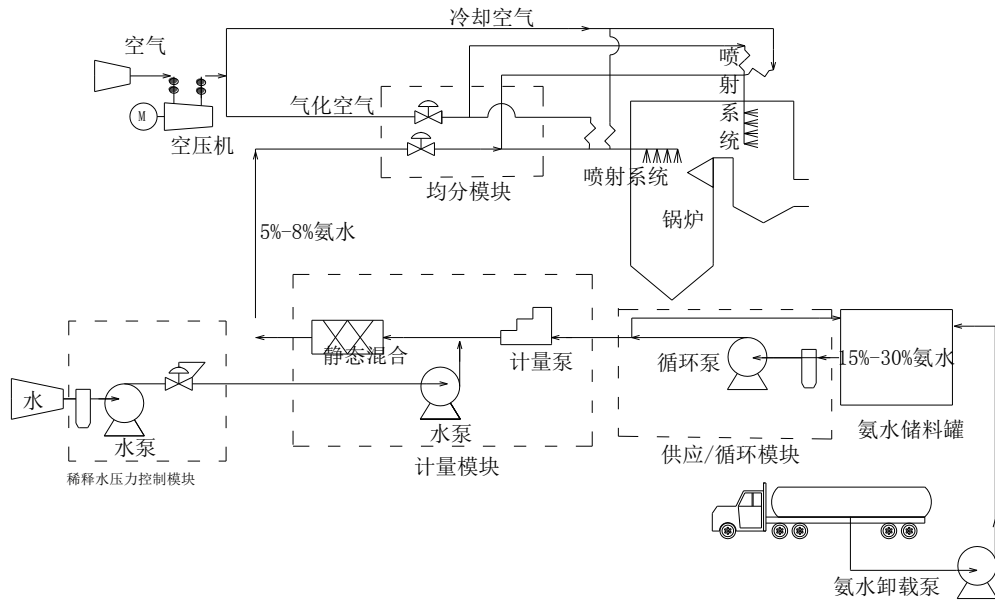 冷却空气
空气
喷射系统
气化空气
M
空压机
喷射系统
均分模块
锅炉
5%-8%氨水
静态混合
计量泵
循环泵
15%-30%氨水
水
水泵
水泵
氨水储料罐
计量模块
供应/循环模块
稀释水压力控制模块
氨水卸载泵